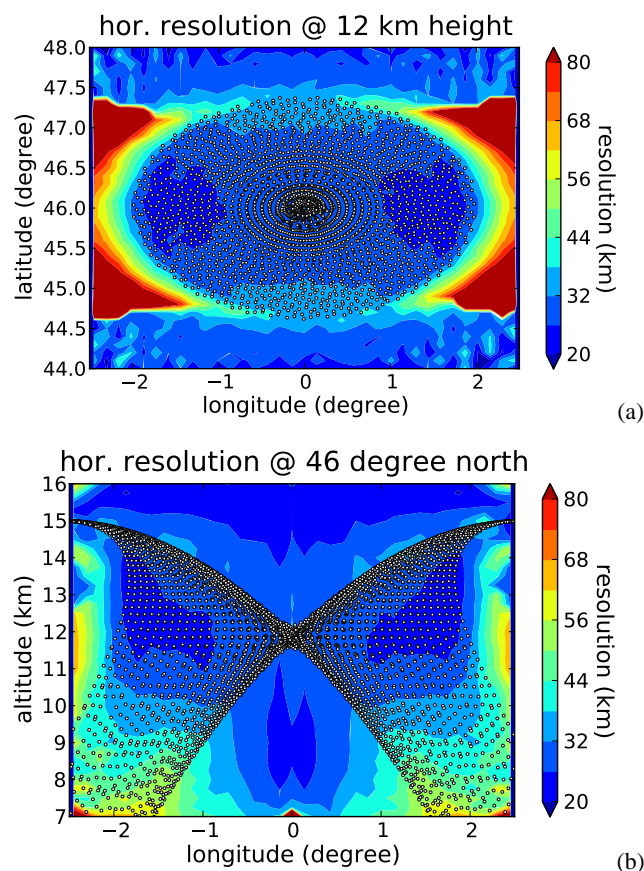 hor. resolution @ 12 km height
48.0
47.5
47.0
46.5
46.0
45.5
45.0
44.5
44.0
latitude (degree)
−2 −1 0 1 2
longitude (degree)
80
68
56
44
32
20
resolution (km)
(a)
hor. resolution @ 46 degree north
16
15
14
13
12
11
10
9
8
7
altitude (km)
−2 −1 0 1 2
longitude (degree)
80
68
56
44
32
20
resolution (km)
(b)